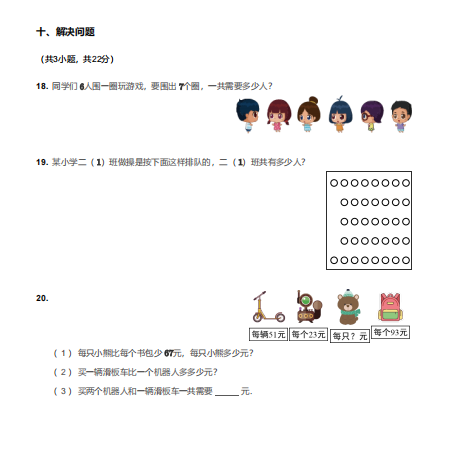 十、解决问题
（共3小题，共22分）
18. 同学们 6人围一圈玩游戏，要围出 7个圈，一共需要多少人?
19. 某小学二（1）班做操是按下面这样排队的，二（1）班共有多少人?
20.
每辆51元 每个23元 每只？元 每个93元
（1） 每只小熊比每个书包少 67元，每只小熊多少元?
（2） 买一辆滑板车比一个机器人多多少元?
（3） 买两个机器人和一辆滑板车一共需要 _____ 元.